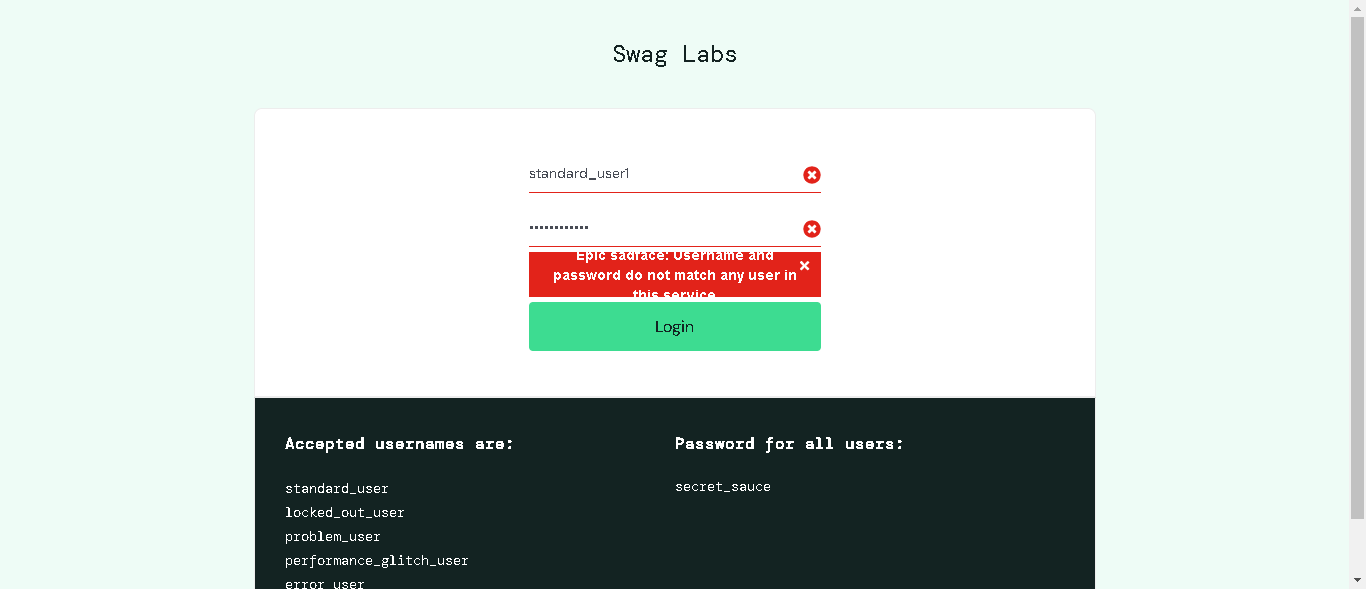 Swag Labs
standard_user1
••••••••••••
Epic sadface: Username and
password do not match any user in
this service
Login
Accepted usernames are:
Password for all users:
standard_user
locked_out_user
problem_user
performance_glitch_user
error_user
secret_sauce